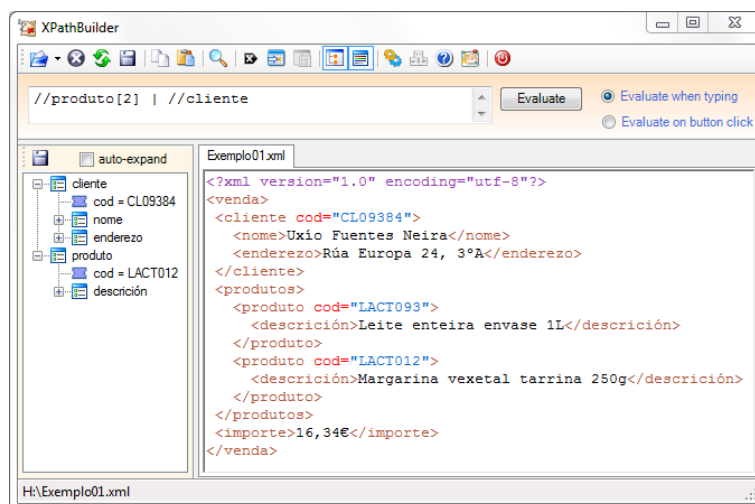 XPathBuilder
//produto[2] | //cliente
Evaluate
Evaluate when typing
Evaluate on button click
auto-expand
cliente
cod = CL09384
nome
enderezo
produto
cod = LACT012
descrición
Exemplo01.xml
<?xml version="1.0" encoding="utf-8"?>
<venda>
<cliente cod="CL09384">
<nome>Uxío Fuentes Neira</nome>
<enderezo>Rúa Europa 24, 3ºA</enderezo>
</cliente>
<produtos>
<produto cod="LACT093">
<descrición>Leite enteira envase 1L</descrición>
</produto>
<produto cod="LACT012">
<descrición>Margarina vexetal tarrina 250g</descrición>
</produto>
</produtos>
<importe>16,34€</importe>
</venda>
H:\Exemplo01.xml